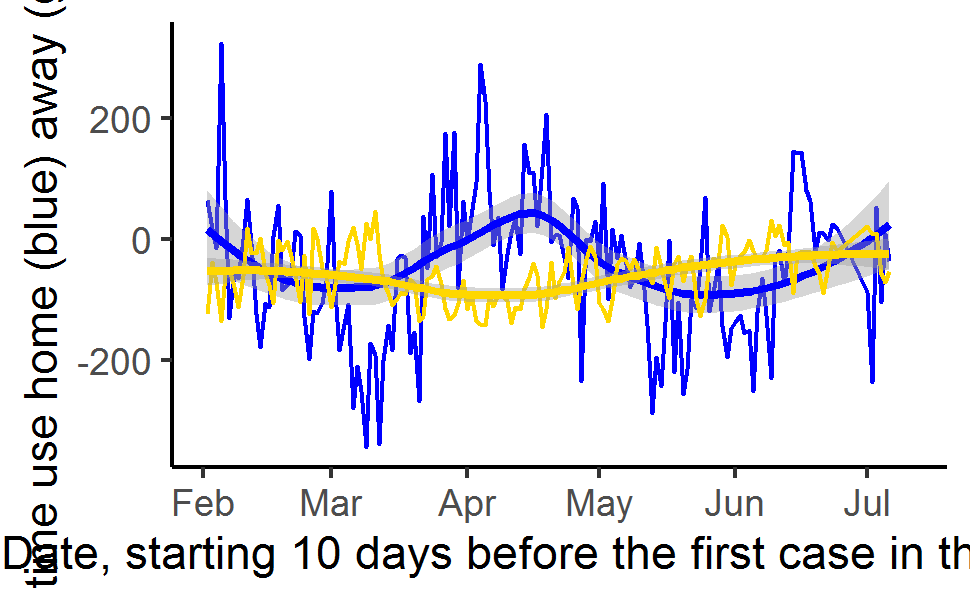 time use home (blue) away (g
200
0
-200
Feb Mar Apr May Jun Jul
Date, starting 10 days before the first case in th